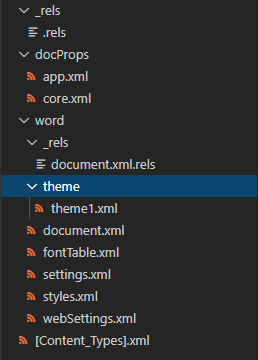 _rels
.rels
docProps
app.xml
core.xml
word
_rels
document.xml.rels
theme
theme1.xml
document.xml
fontTable.xml
settings.xml
styles.xml
webSettings.xml
[Content_Types].xml